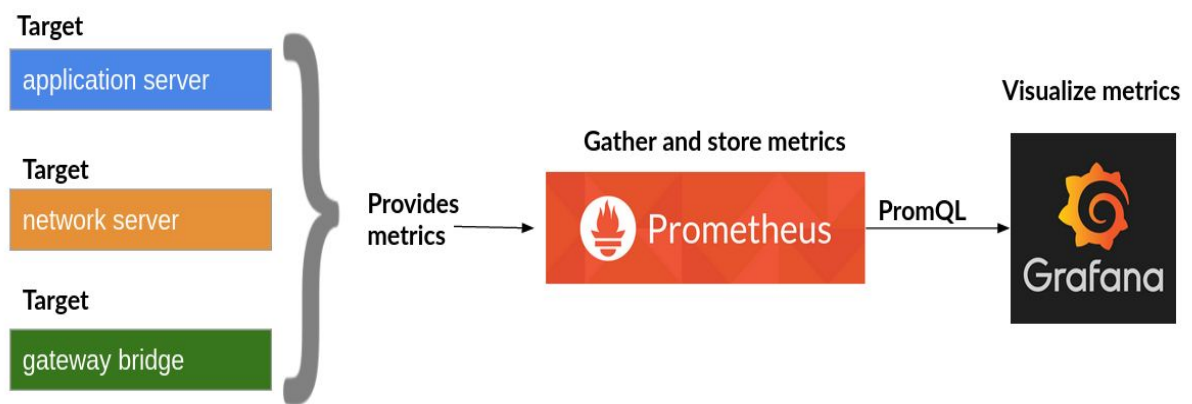 Target
application server
Target
network server
Target
gateway bridge
Provides
metrics
Gather and store metrics
Prometheus
PromQL
Visualize metrics
Grafana